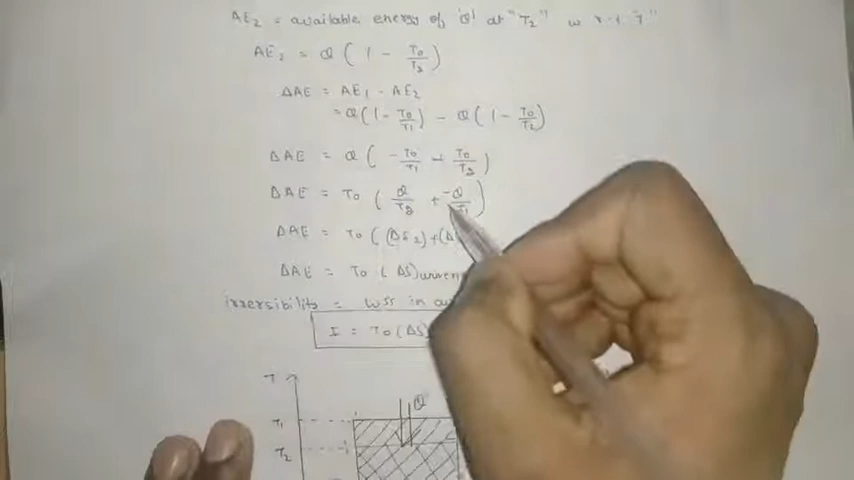 AE₂ = available energy of 'Q' at "T₂" w r.t "T"
AE₂ = Q ( 1 - T₀/T₂ )
ΔAE = AE₁ - AE₂
= Q ( 1 - T₀/T₁ ) - Q ( 1 - T₀/T₂ )
ΔAE = Q ( - T₀/T₁ + T₀/T₂ )
ΔAE = T₀ ( Q/T₂ + -Q/T₁ )
ΔAE = T₀ ( (ΔS₂) + (Δ
ΔAE = T₀ ( ΔS)
irrersibility = loss in
I = T₀ ( ΔS)
T
Q
T₁
T₂